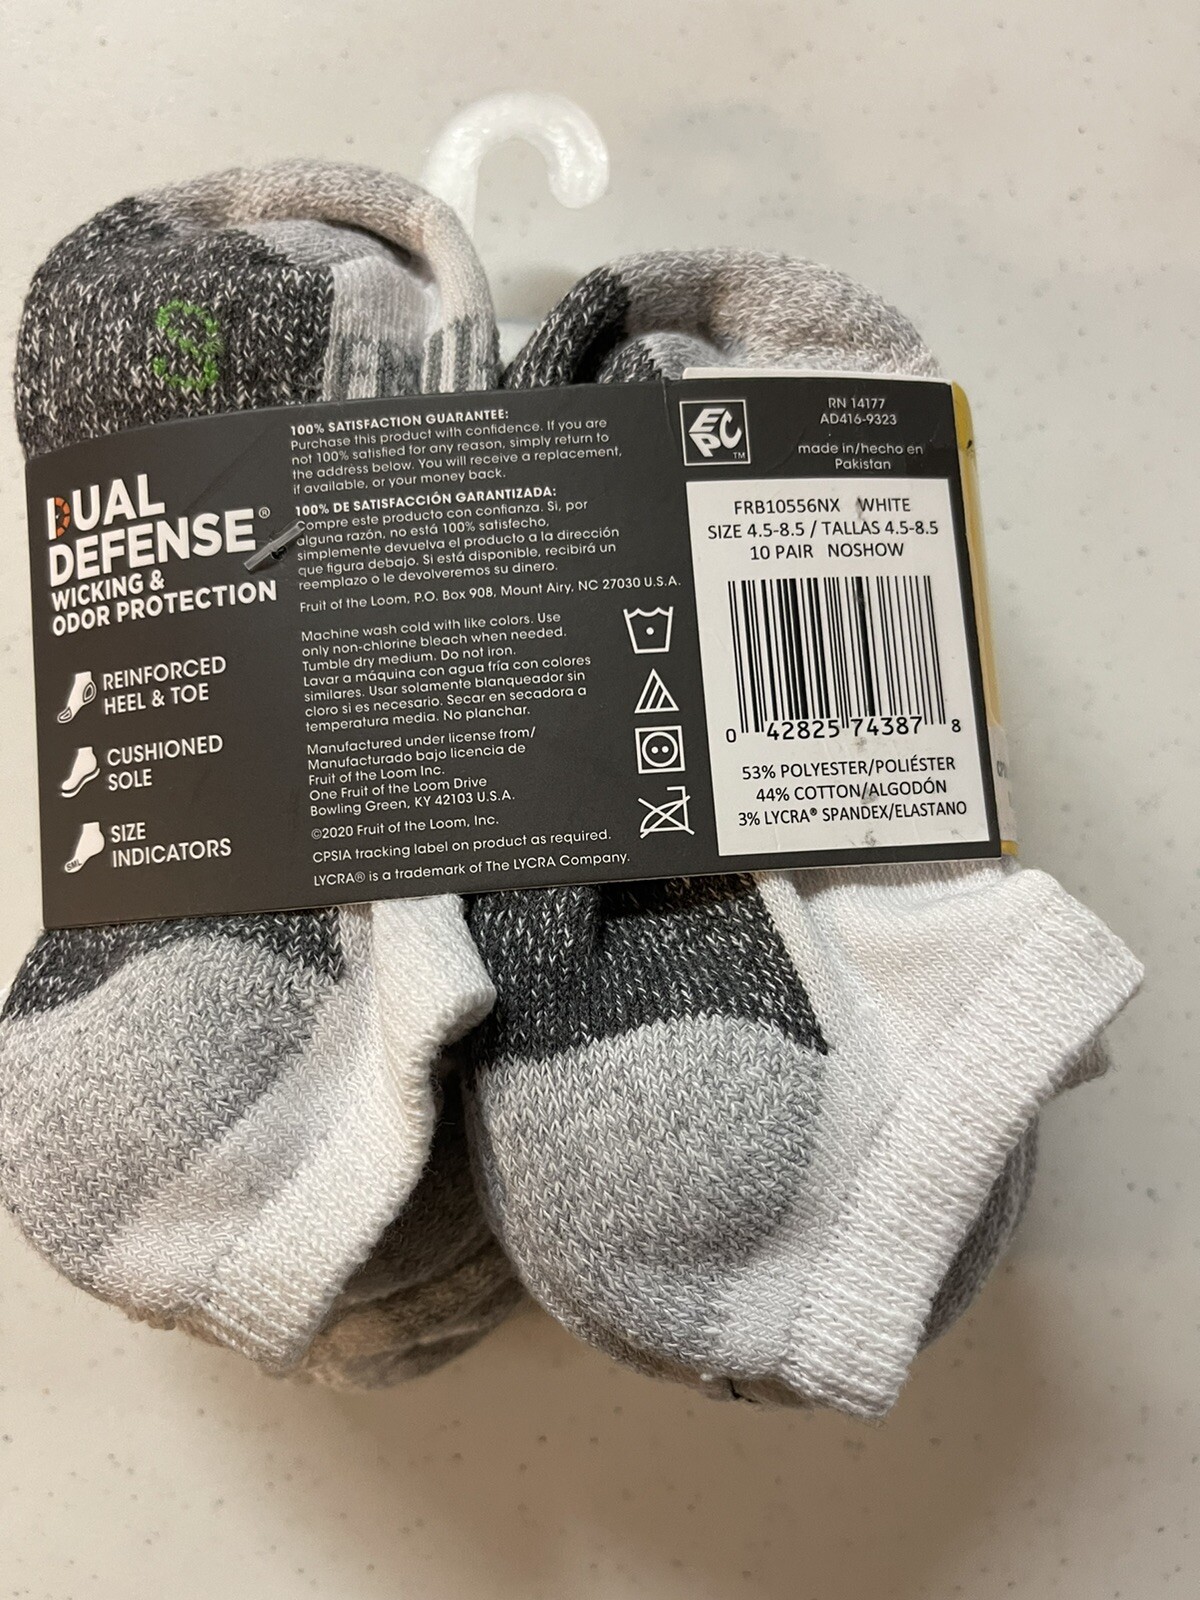 S
DUAL
DEFENSE®
WICKING &
ODOR PROTECTION
REINFORCED
HEEL & TOE
CUSHIONED
SOLE
SML
SIZE
INDICATORS
100% SATISFACTION GUARANTEE:
Purchase this product with confidence. If you are
not 100% satisfied for any reason, simply return to
the address below. You will receive a replacement,
if available, or your money back.
100% DE SATISFACCIÓN GARANTIZADA:
Compre este producto con confianza. Si, por
alguna razón, no está 100% satisfecho,
simplemente devuelva el producto a la dirección
que figura debajo. Si está disponible, recibirá un
reemplazo o le devolveremos su dinero.
Fruit of the Loom, P.O. Box 908, Mount Airy, NC 27030 U.S.A.
Machine wash cold with like colors. Use
only non-chlorine bleach when needed.
Tumble dry medium. Do not iron.
Lavar a máquina con agua fría con colores
similares. Usar solamente blanqueador sin
cloro si es necesario. Secar en secadora a
temperatura media. No planchar.
Manufactured under license from/
Manufacturado bajo licencia de
Fruit of the Loom Inc.
One Fruit of the Loom Drive
Bowling Green, KY 42103 U.S.A.
©2020 Fruit of the Loom, Inc.
CPSIA tracking label on product as required.
LYCRA® is a trademark of The LYCRA Company.
EPC™
RN 14177
AD416-9323
made in/hecho en
Pakistan
FRB10556NX WHITE
SIZE 4.5-8.5 / TALLAS 4.5-8.5
10 PAIR NOSHOW
0 42825 74387 8
53% POLYESTER/POLIÉSTER
44% COTTON/ALGODÓN
3% LYCRA® SPANDEX/ELASTANO